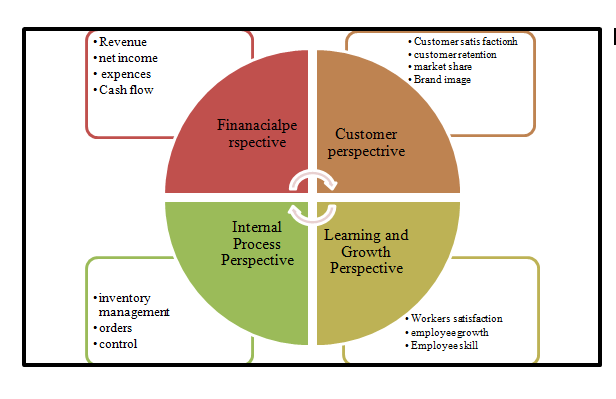 • Revenue
• net income
• expences
• Cash flow
• Customer satis factionh
• customer retention
• market share
• Brand image
Finanacialpe
rspective
Customer
perspectrive
Internal
Process
Perspective
Learning and
Growth
Perspective
• inventory
management
• orders
• control
• Workers satisfaction
• employee growth
• Employee skill